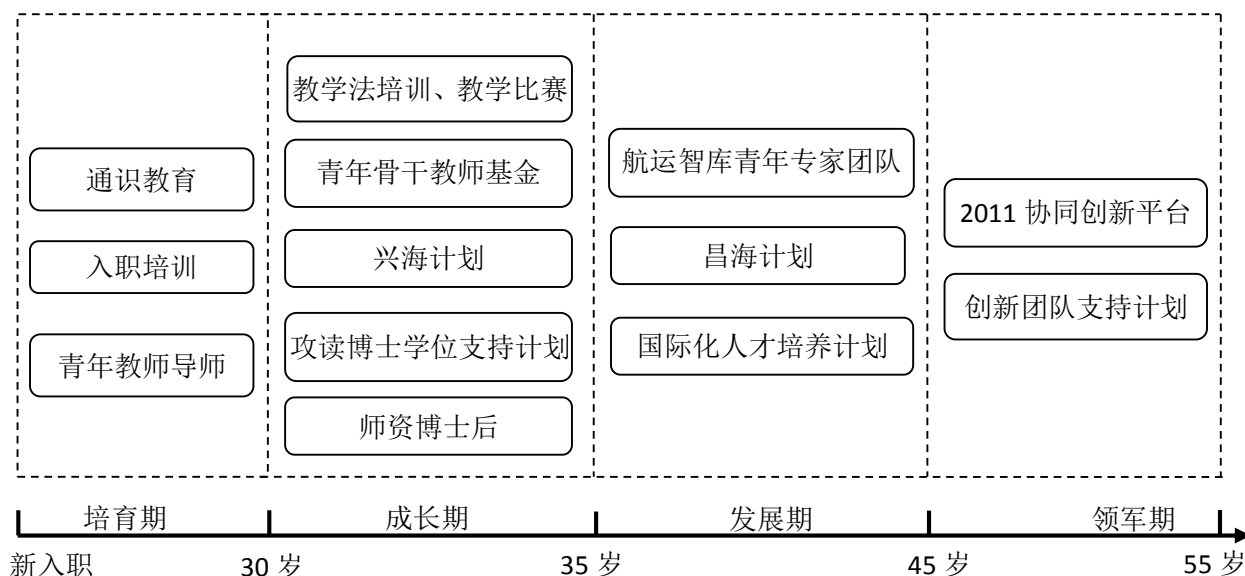 通识教育
入职培训
青年教师导师
教学法培训、教学比赛
青年骨干教师基金
兴海计划
攻读博士学位支持计划
师资博士后
航运智库青年专家团队
昌海计划
国际化人才培养计划
2011 协同创新平台
创新团队支持计划
培育期 成长期 发展期 领军期
新入职 30 岁 35 岁 45 岁 55 岁